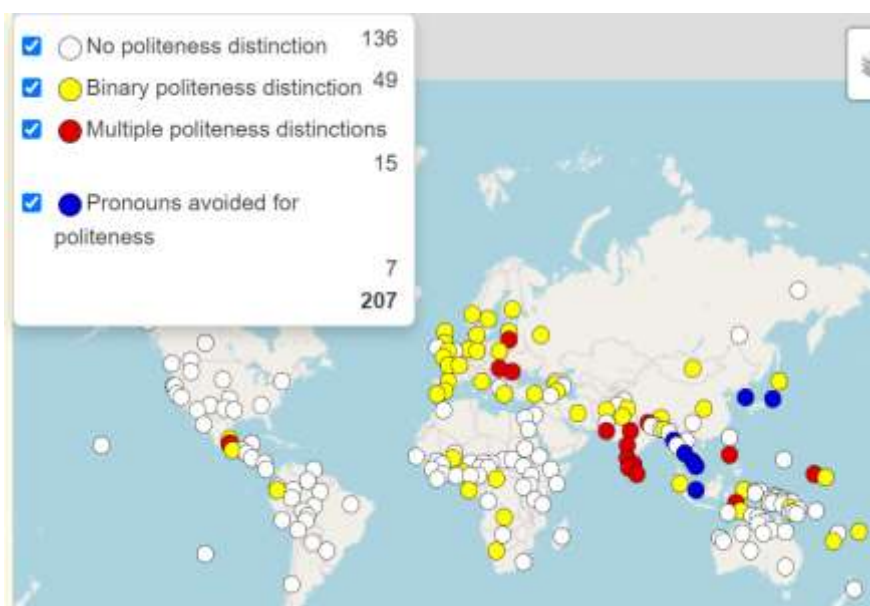 No politeness distinction 136
Binary politeness distinction 49
Multiple politeness distinctions
15
Pronouns avoided for
politeness
7
207